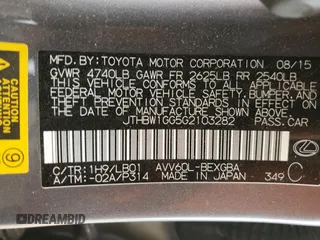 MFD.BY:TOYOTA MOTOR CORPORATION 08/15
GVWR 4740LB GAWR FR 2625LB RR 2540LB
THIS VEHICLE CONFORMS TO ALL APPLICABLE
FEDERAL MOTOR VEHICLE SAFETY, BUMPER, AND
THEFT PREVENTION STANDARDS IN EFFECT ON THE
DATE OF MANUFACTURE SHOWN ABOVE.
JTHBW1GG5G2103282 PASS.CAR
C/TR:1H9/LB01 AVV60L-BEXGBA
A/TM:-02A/P314 MADE IN JAPAN 349C
CAUTION
9
DREAMBID